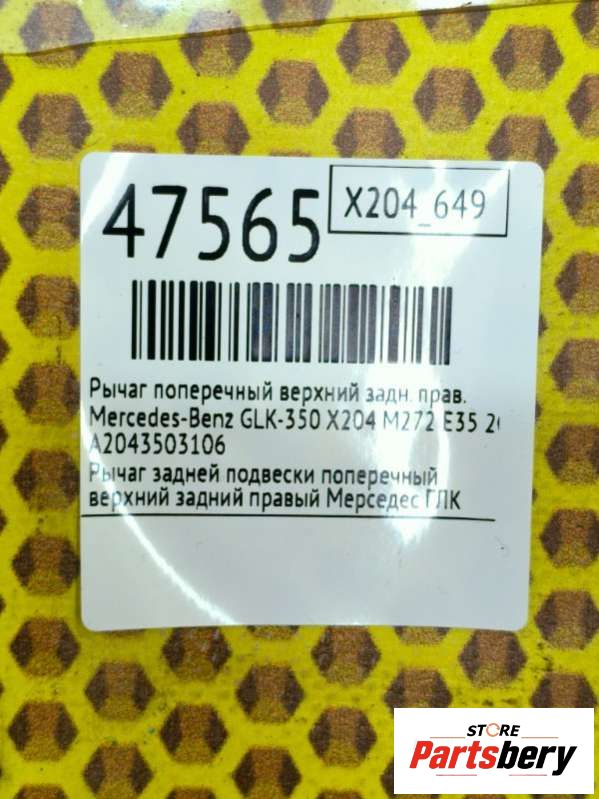 47565
X204_649
Рычаг поперечный верхний задн. прав.
Mercedes-Benz GLK-350 X204 M272 E35
A2043503106
Рычаг задней подвески поперечный
верхний задний правый Мерседес ГЛК
STORE
Partsbery